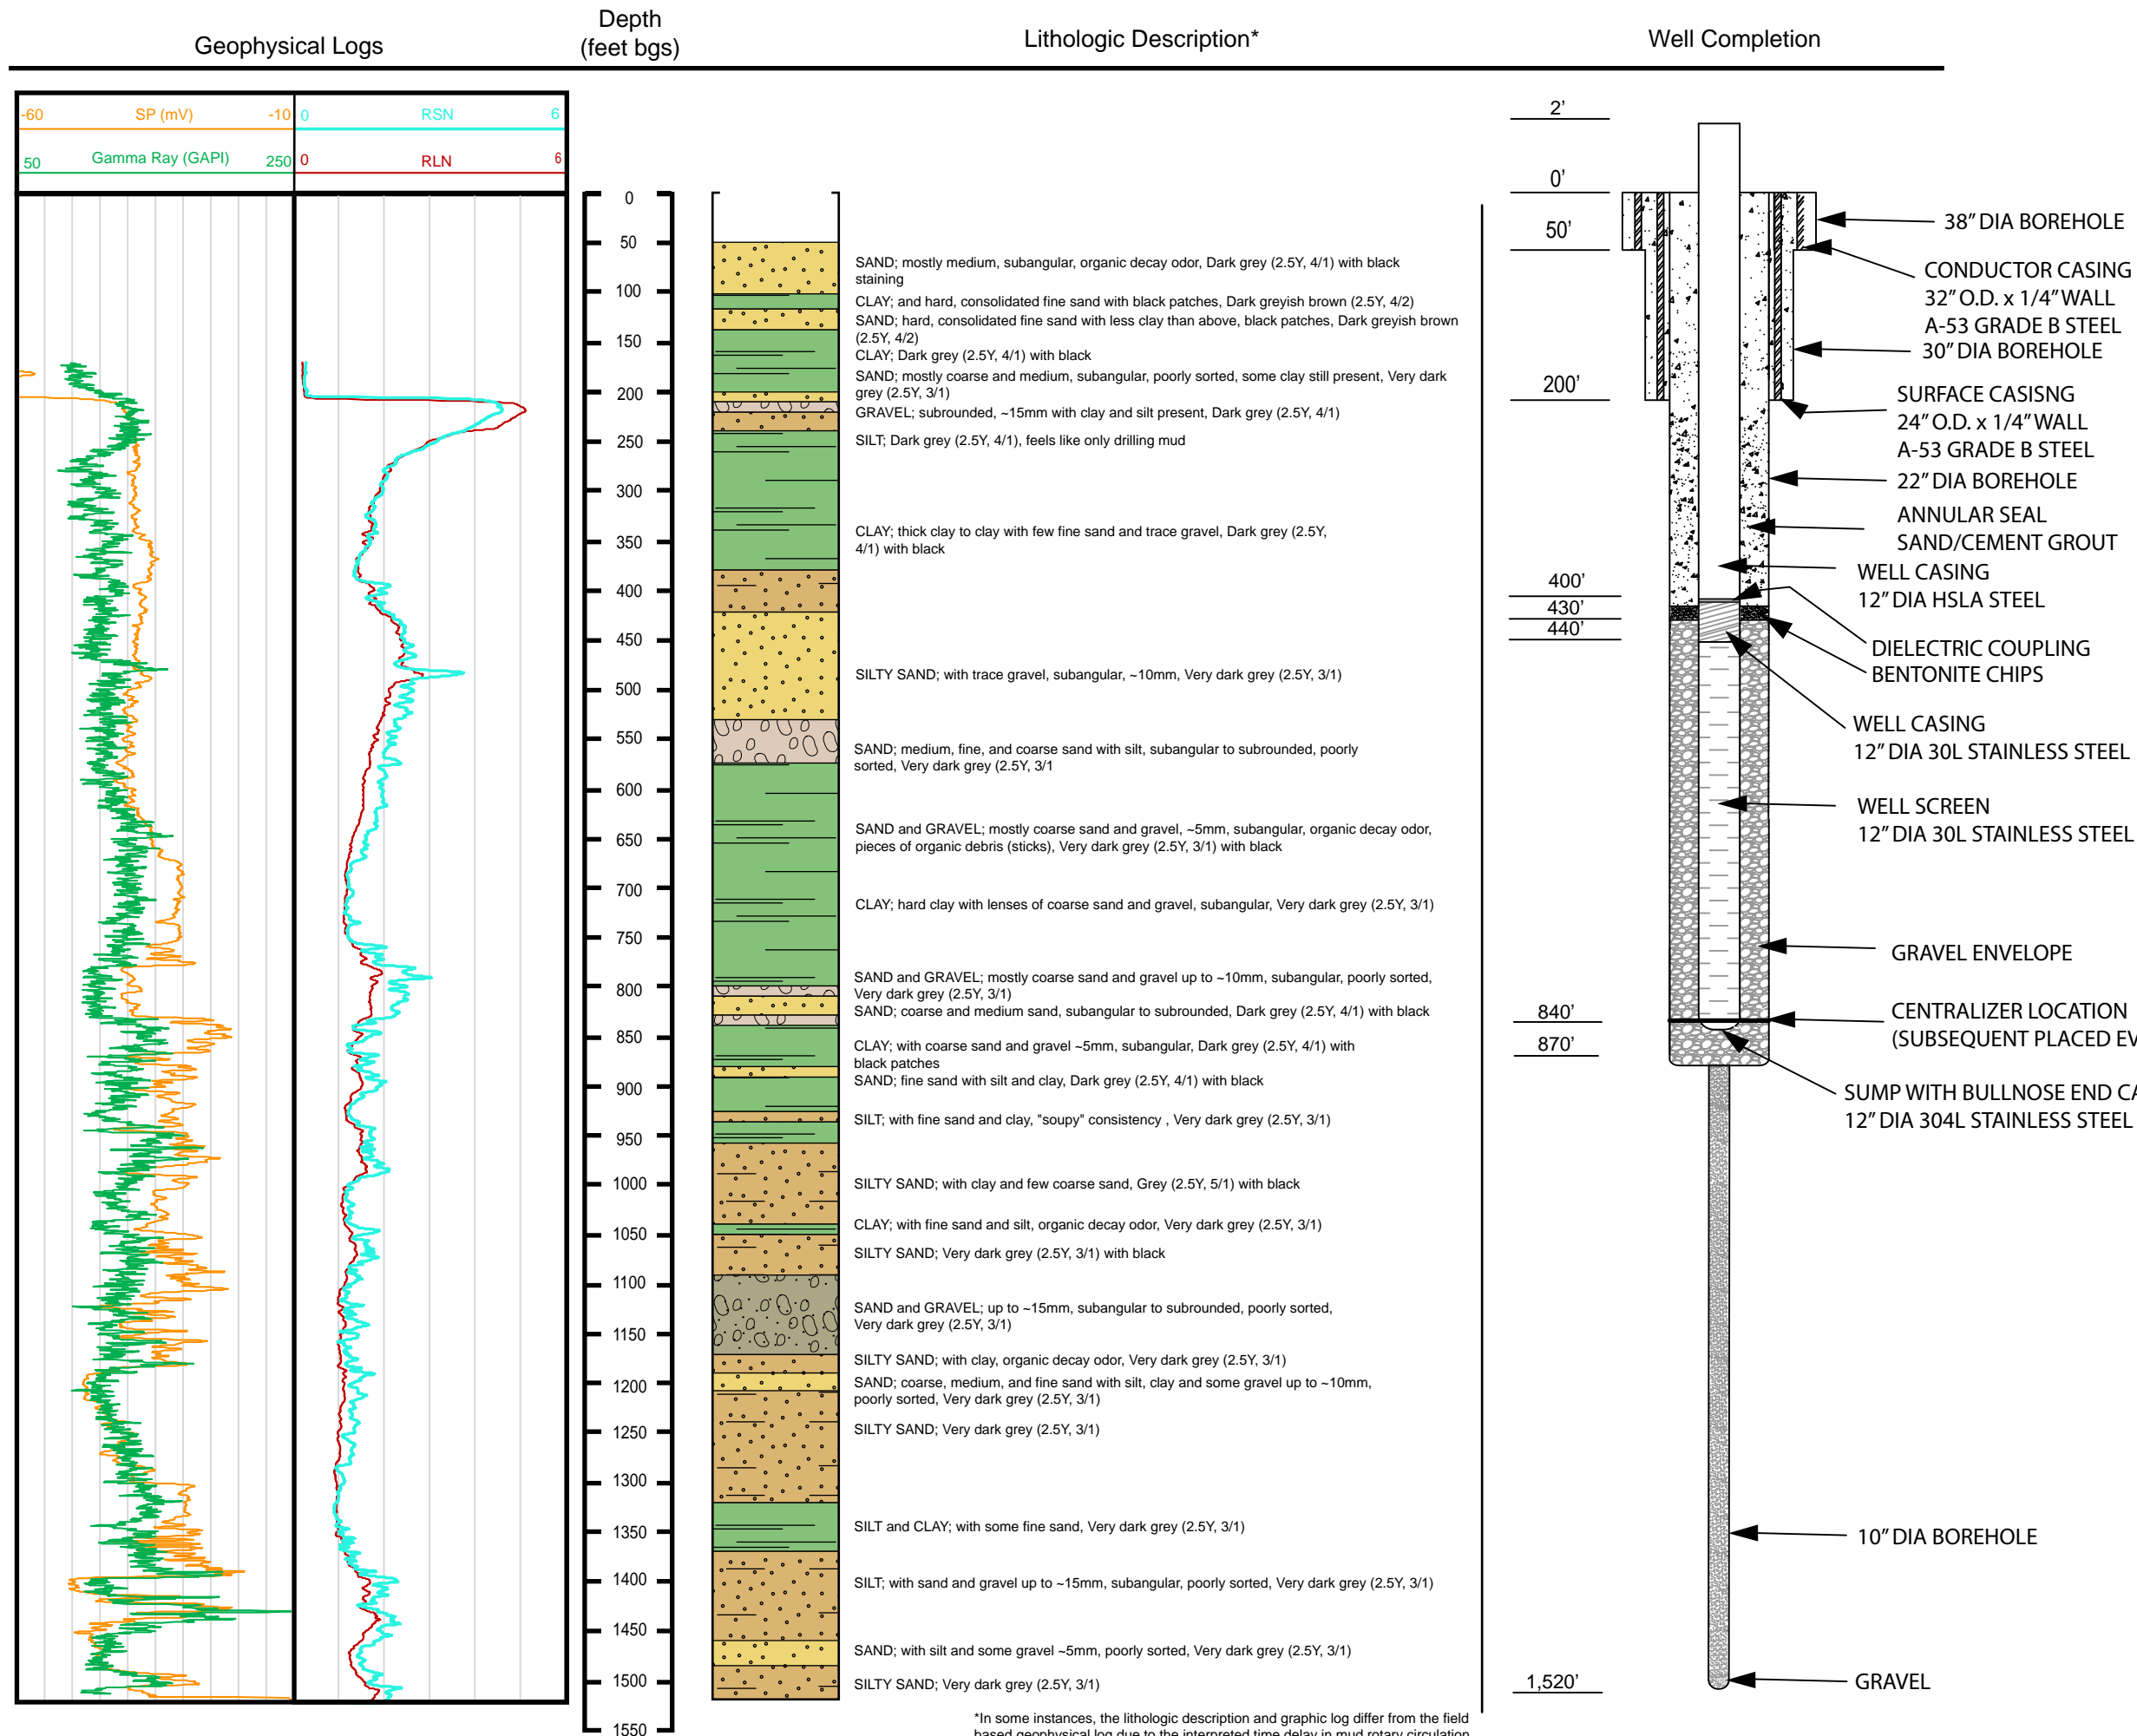 Geophysical Logs
Depth
(feet bgs)
Lithologic Description*
Well Completion
-60 SP (mV) -10
50 Gamma Ray (GAPI) 250
0 RSN 6
0 RLN 6
0
50
100
150
200
250
300
350
400
450
500
550
600
650
700
750
800
850
900
950
1000
1050
1100
1150
1200
1250
1300
1350
1400
1450
1500
1550
SAND; mostly medium, subangular, organic decay odor, Dark grey (2.5Y, 4/1) with black
staining
CLAY; and hard, consolidated fine sand with black patches, Dark greyish brown (2.5Y, 4/2)
SAND; hard, consolidated fine sand with less clay than above, black patches, Dark greyish brown
(2.5Y, 4/2)
CLAY; Dark grey (2.5Y, 4/1) with black
SAND; mostly coarse and medium, subangular, poorly sorted, some clay still present, Very dark
grey (2.5Y, 3/1)
GRAVEL; subrounded, ~15mm with clay and silt present, Dark grey (2.5Y, 4/1)
SILT; Dark grey (2.5Y, 4/1), feels like only drilling mud
CLAY; thick clay to clay with few fine sand and trace gravel, Dark grey (2.5Y,
4/1) with black
SILTY SAND; with trace gravel, subangular, ~10mm, Very dark grey (2.5Y, 3/1)
SAND; medium, fine, and coarse sand with silt, subangular to subrounded, poorly
sorted, Very dark grey (2.5Y, 3/1
SAND and GRAVEL; mostly coarse sand and gravel, ~5mm, subangular, organic decay odor,
pieces of organic debris (sticks), Very dark grey (2.5Y, 3/1) with black
CLAY; hard clay with lenses of coarse sand and gravel, subangular, Very dark grey (2.5Y, 3/1)
SAND and GRAVEL; mostly coarse sand and gravel up to ~10mm, subangular, poorly sorted,
Very dark grey (2.5Y, 3/1)
SAND; coarse and medium sand, subangular to subrounded, Dark grey (2.5Y, 4/1) with black
CLAY; with coarse sand and gravel ~5mm, subangular, Dark grey (2.5Y, 4/1) with
black patches
SAND; fine sand with silt and clay, Dark grey (2.5Y, 4/1) with black
SILT; with fine sand and clay, "soupy" consistency , Very dark grey (2.5Y, 3/1)
SILTY SAND; with clay and few coarse sand, Grey (2.5Y, 5/1) with black
CLAY; with fine sand and silt, organic decay odor, Very dark grey (2.5Y, 3/1)
SILTY SAND; Very dark grey (2.5Y, 3/1) with black
SAND and GRAVEL; up to ~15mm, subangular to subrounded, poorly sorted,
Very dark grey (2.5Y, 3/1)
SILTY SAND; with clay, organic decay odor, Very dark grey (2.5Y, 3/1)
SAND; coarse, medium, and fine sand with silt, clay and some gravel up to ~10mm,
poorly sorted, Very dark grey (2.5Y, 3/1)
SILTY SAND; Very dark grey (2.5Y, 3/1)
SILT and CLAY; with some fine sand, Very dark grey (2.5Y, 3/1)
SILT; with sand and gravel up to ~15mm, subangular, poorly sorted, Very dark grey (2.5Y, 3/1)
SAND; with silt and some gravel ~5mm, poorly sorted, Very dark grey (2.5Y, 3/1)
SILTY SAND; Very dark grey (2.5Y, 3/1)
*In some instances, the lithologic description and graphic log differ from the field
based geophysical log due to the interpreted time delay in mud rotary circulation
2’
0’
50’
200’
400’
430’
440’
840’
870’
1,520’
38” DIA BOREHOLE
CONDUCTOR CASING
32” O.D. x 1/4” WALL
A-53 GRADE B STEEL
30” DIA BOREHOLE
SURFACE CASISNG
24” O.D. x 1/4” WALL
A-53 GRADE B STEEL
22” DIA BOREHOLE
ANNULAR SEAL
SAND/CEMENT GROUT
WELL CASING
12” DIA HSLA STEEL
DIELECTRIC COUPLING
BENTONITE CHIPS
WELL CASING
12” DIA 30L STAINLESS STEEL
WELL SCREEN
12” DIA 30L STAINLESS STEEL
GRAVEL ENVELOPE
CENTRALIZER LOCATION
(SUBSEQUENT PLACED EV
SUMP WITH BULLNOSE END CA
12” DIA 304L STAINLESS STEEL
10” DIA BOREHOLE
GRAVEL